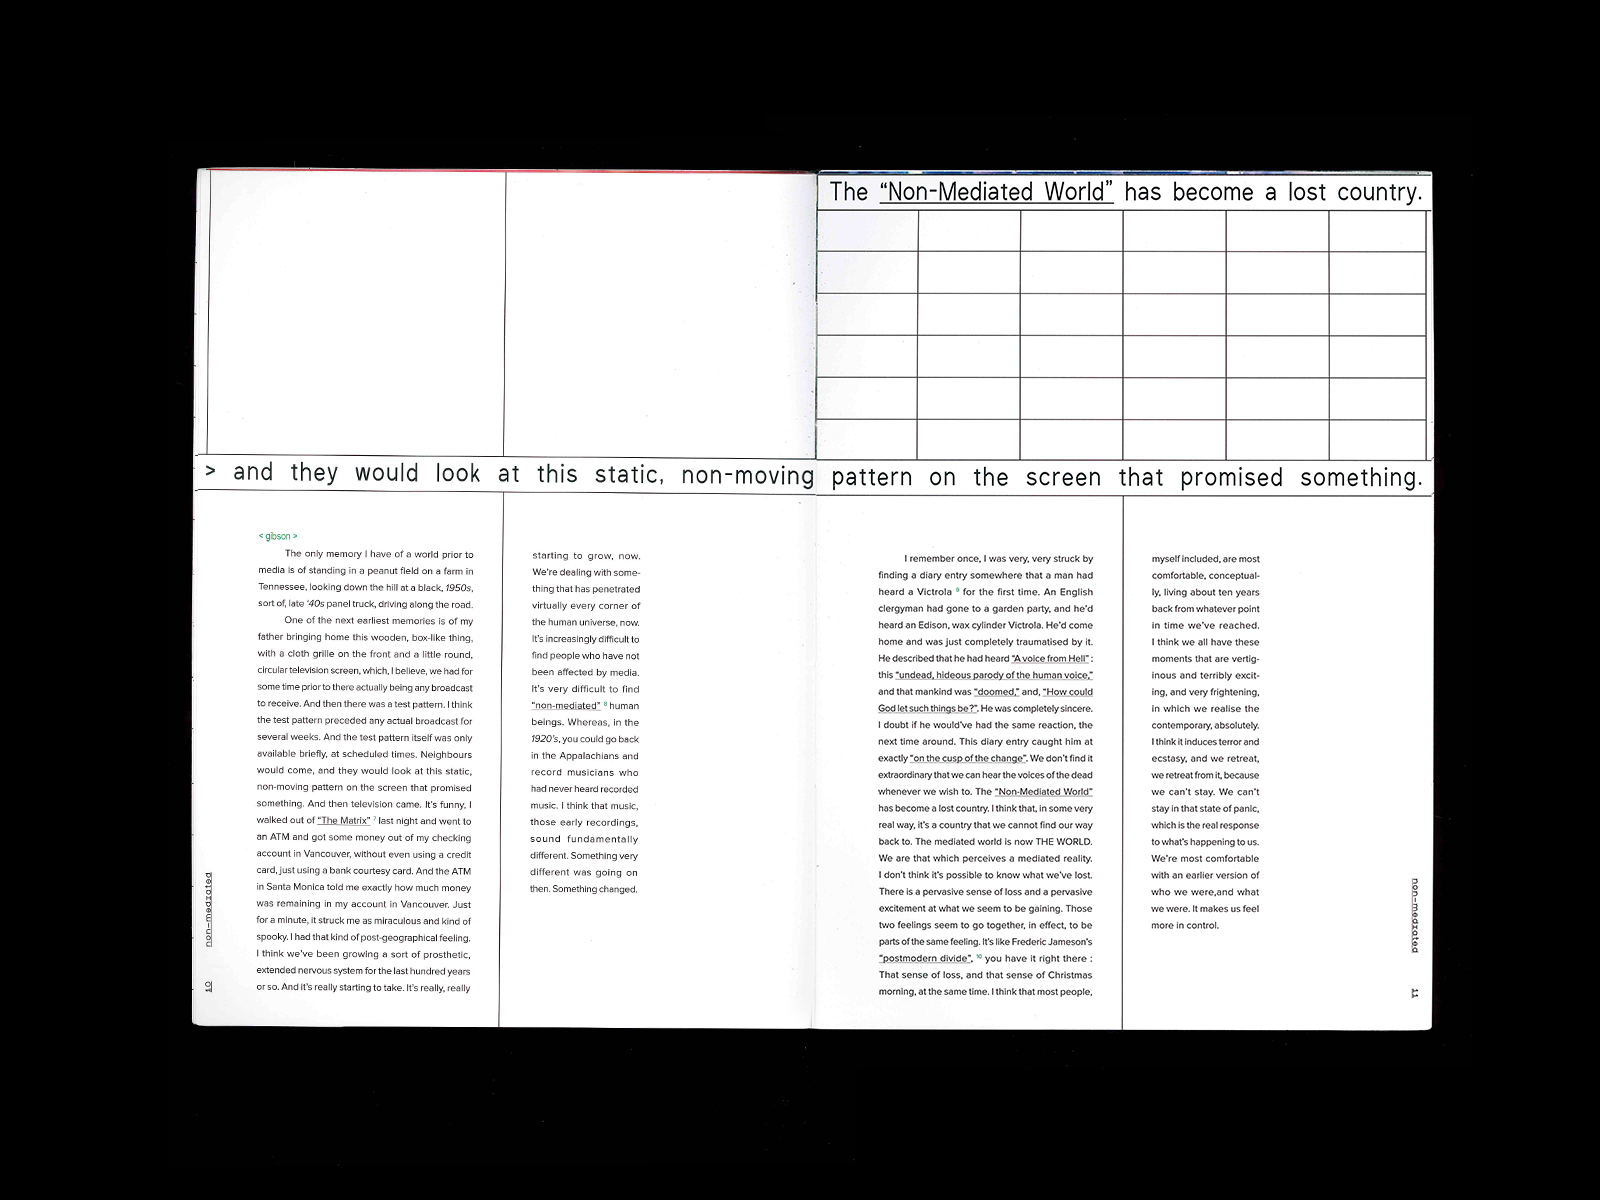 The “Non-Mediated World” has become a lost country.
> and they would look at this static, non-moving pattern on the screen that promised something.
< gibson >
The only memory I have of a world prior to
media is of standing in a peanut field on a farm in
Tennessee, looking down the hill at a black, 1950s,
sort of, late ’40s panel truck, driving along the road.
One of the next earliest memories is of my
father bringing home this wooden, box-like thing,
with a cloth grille on the front and a little round,
circular television screen, which, I believe, we had for
some time prior to there actually being any broadcast
to receive. And then there was a test pattern. I think
the test pattern preceded any actual broadcast for
several weeks. And the test pattern itself was only
available briefly, at scheduled times. Neighbours
would come, and they would look at this static,
non-moving pattern on the screen that promised
something. And then television came. It’s funny, I
walked out of “The Matrix” 7 last night and went to
an ATM and got some money out of my checking
account in Vancouver, without even using a credit
card, just using a bank courtesy card. And the ATM
in Santa Monica told me exactly how much money
was remaining in my account in Vancouver. Just
for a minute, it struck me as miraculous and kind of
spooky. I had that kind of post-geographical feeling.
I think we’ve been growing a sort of prosthetic,
extended nervous system for the last hundred years
or so. And it’s really starting to take. It’s really, really
starting to grow, now.
We’re dealing with some-
thing that has penetrated
virtually every corner of
the human universe, now.
It’s increasingly difficult to
find people who have not
been affected by media.
It’s very difficult to find
“non-mediated” 8 human
beings. Whereas, in the
1920’s, you could go back
in the Appalachians and
record musicians who
had never heard recorded
music. I think that music,
those early recordings,
sound fundamentally
different. Something very
different was going on
then. Something changed.
non-mediated
10
I remember once, I was very, very struck by
finding a diary entry somewhere that a man had
heard a Victrola 9 for the first time. An English
clergyman had gone to a garden party, and he’d
heard an Edison, wax cylinder Victrola. He’d come
home and was just completely traumatised by it.
He described that he had heard “A voice from Hell” :
this “undead, hideous parody of the human voice,”
and that mankind was “doomed,” and, “How could
God let such things be?”. He was completely sincere.
I doubt if he would’ve had the same reaction, the
next time around. This diary entry caught him at
exactly “on the cusp of the change”. We don’t find it
extraordinary that we can hear the voices of the dead
whenever we wish to. The “Non-Mediated World”
has become a lost country. I think that, in some very
real way, it’s a country that we cannot find our way
back to. The mediated world is now THE WORLD.
We are that which perceives a mediated reality.
I don’t think it’s possible to know what we’ve lost.
There is a pervasive sense of loss and a pervasive
excitement at what we seem to be gaining. Those
two feelings seem to go together, in effect, to be
parts of the same feeling. It’s like Frederic Jameson’s
“postmodern divide”, 10 you have it right there :
That sense of loss, and that sense of Christmas
morning, at the same time. I think that most people,
myself included, are most
comfortable, conceptual-
ly, living about ten years
back from whatever point
in time we’ve reached.
I think we all have these
moments that are vertig-
inous and terribly excit-
ing, and very frightening,
in which we realise the
contemporary, absolutely.
I think it induces terror and
ecstasy, and we retreat,
we retreat from it, because
we can’t stay. We can’t
stay in that state of panic,
which is the real response
to what’s happening to us.
We’re most comfortable
with an earlier version of
who we were,and what
we were. It makes us feel
more in control.
non-mediated
11